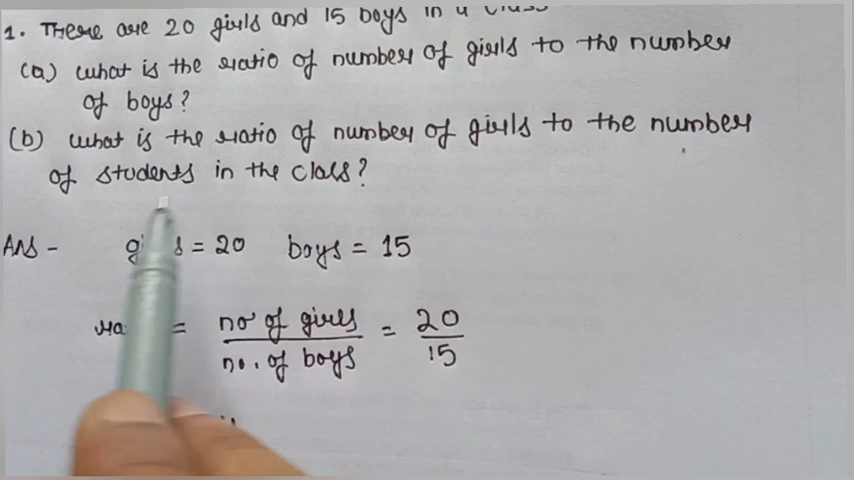 1. There are 20 girls and 15 boys in a class
(a) what is the ratio of number of girls to the number
of boys?
(b) what is the ratio of number of girls to the number
of students in the class?
Ans - = 20 boys = 15
= no of girls / no. of boys = 20 / 15